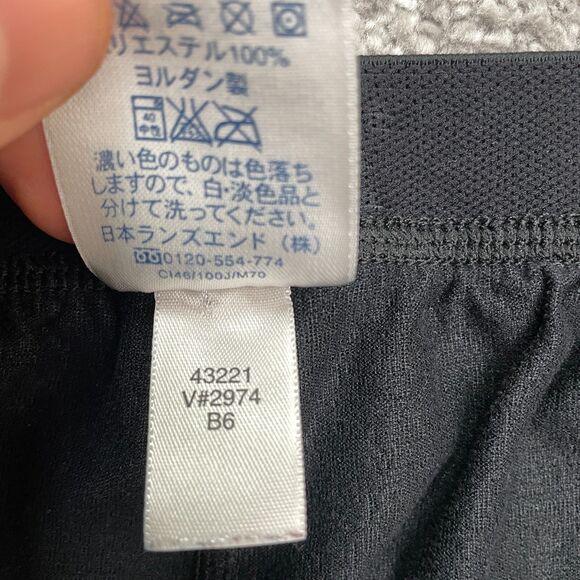 リエステル100%
ヨルダン製
40
中性
濃い色のものは色落ち
しますので、白・淡色品と
分けて洗ってください。
日本ランズエンド(株)
0120-554-774
CI46/100J/M70
43221
V#2974
B6